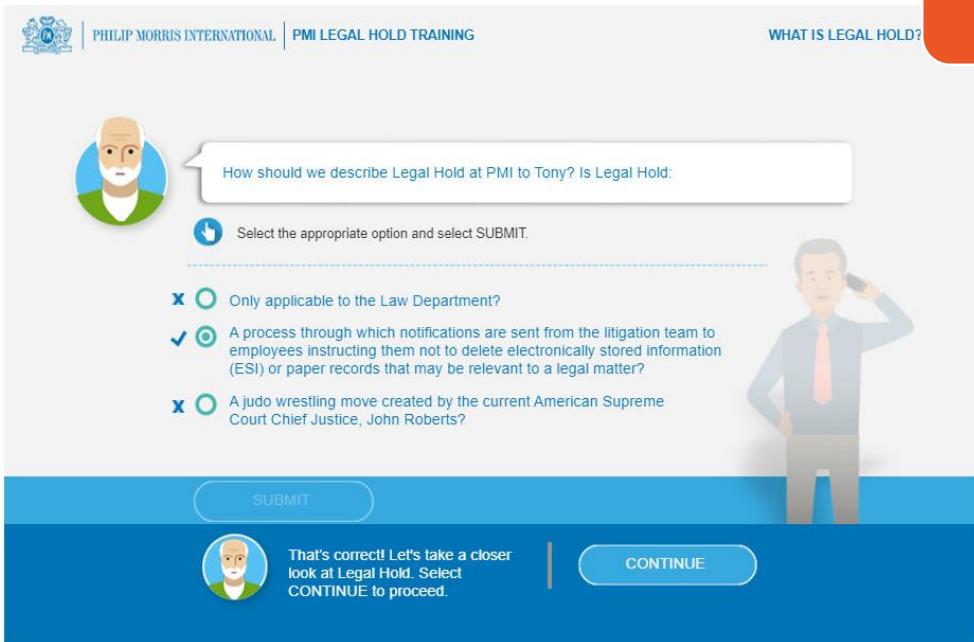 PHILIP MORRIS INTERNATIONAL PMI LEGAL HOLD TRAINING WHAT IS LEGAL HOLD?
How should we describe Legal Hold at PMI to Tony? Is Legal Hold:
Select the appropriate option and select SUBMIT.
X Only applicable to the Law Department?
A process through which notifications are sent from the litigation team to
employees instructing them not to delete electronically stored information
(ESI) or paper records that may be relevant to a legal matter?
X A judo wrestling move created by the current American Supreme
Court Chief Justice, John Roberts?
SUBMIT
That's correct! Let's take a closer
look at Legal Hold. Select
CONTINUE to proceed.
CONTINUE